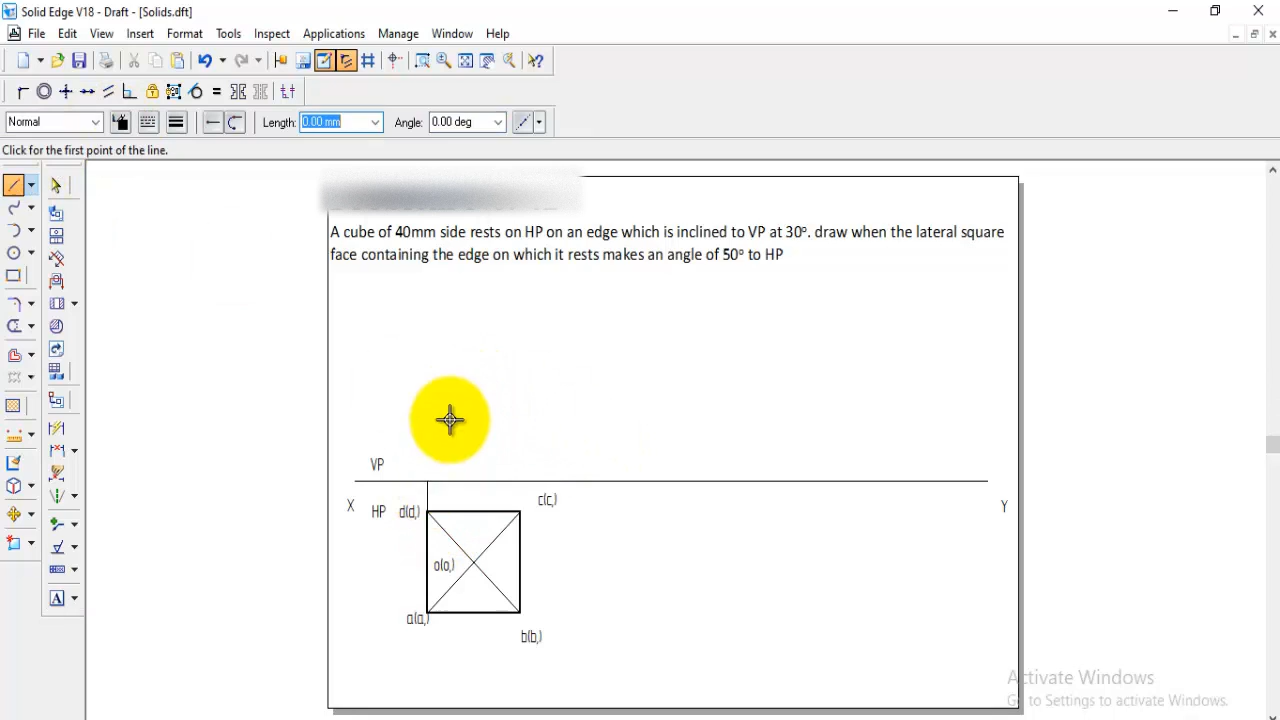 Solid Edge V18 - Draft - [Solids.dft]
File Edit View Insert Format Tools Inspect Applications Manage Window Help
Normal Length: 0.00 mm Angle: 0.00 deg
Click for the first point of the line.
A cube of 40mm side rests on HP on an edge which is inclined to VP at 30°. draw when the lateral square
face containing the edge on which it rests makes an angle of 50° to HP
VP
X HP d(d,) c(c,) Y
o(o,)
a(a,)
b(b,)
Activate Windows
Go to Settings to activate Windows.